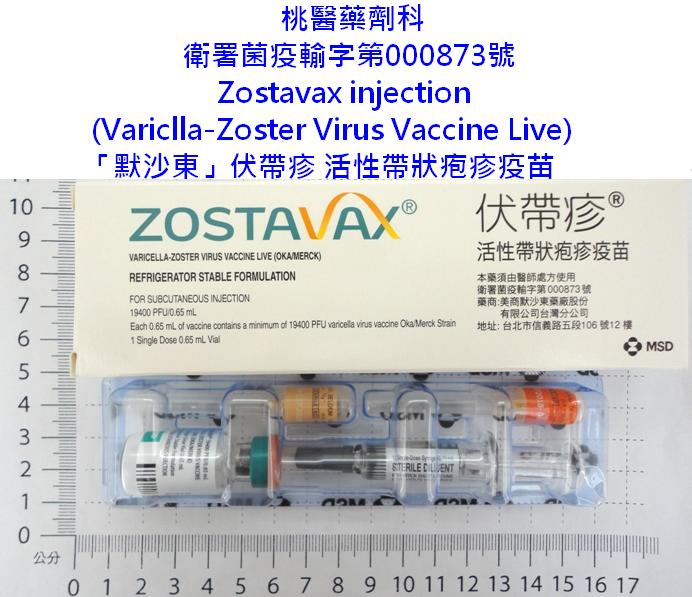 桃醫藥劑科
衛署菌疫輸字第000873號
Zostavax injection
(Variclla-Zoster Virus Vaccine Live)
「默沙東」伏帶疹 活性帶狀疱疹疫苗
ZOSTAVAX®
VARICELLA-ZOSTER VIRUS VACCINE LIVE (OKA/MERCK)
REFRIGERATOR STABLE FORMULATION
FOR SUBCUTANEOUS INJECTION
19400 PFU/0.65 mL
Each 0.65 mL of vaccine contains a minimum of 19400 PFU varicella virus vaccine Oka/Merck Strain
1 Single Dose 0.65 mL Vial
伏帶疹®
活性帶狀疱疹疫苗
本藥須由醫師處方使用
衛署菌疫輸字第000873號
藥商:美商默沙東藥廠股份
有限公司台灣分公司
地址: 台北市信義路五段106 號12 樓
MSD
STERILE DILUENT
MSD
MSD
MSD
10
9
8
7
6
5
4
3
2
1
0
公分
0 1 2 3 4 5 6 7 8 9 10 11 12 13 14 15 16 17